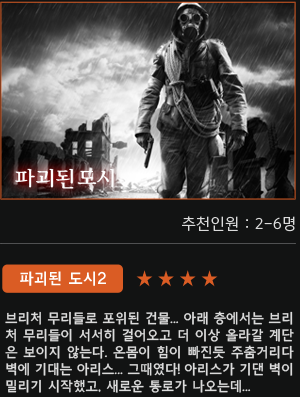 파괴된도시
추천인원 : 2-6명
파괴된 도시2
★★★★
브리처 무리들로 포위된 건물... 아래 층에서는 브리
처 무리들이 서서히 걸어오고 더 이상 올라갈 계단
은 보이지 않는다. 온몸이 힘이 빠진듯 주춤거리다
벽에 기대는 아리스... 그때였다! 아리스가 기댄 벽이
밀리기 시작했고, 새로운 통로가 나오는데...